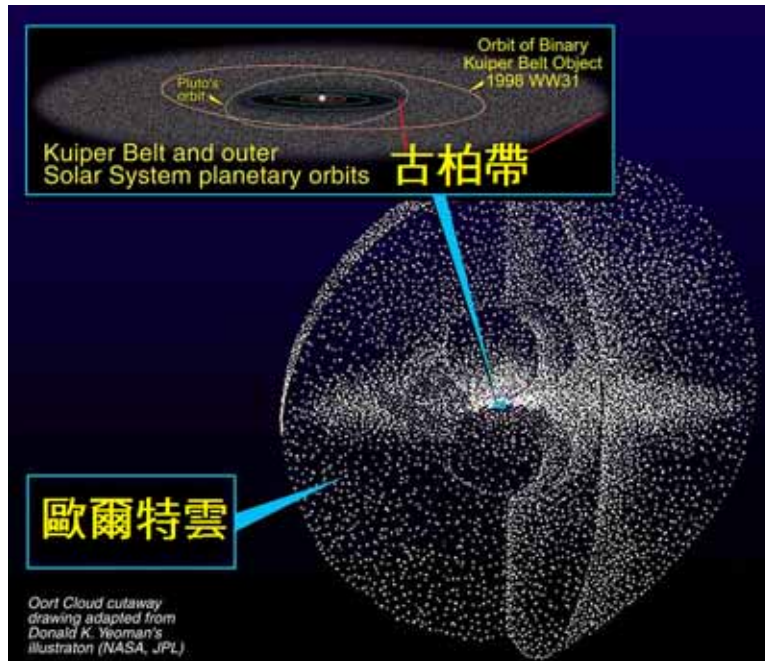 Orbit of Binary
Kuiper Belt Object
1998 WW31
Pluto's
orbit
Kuiper Belt and outer
Solar System planetary orbits
古柏帶
歐爾特雲
Oort Cloud cutaway
drawing adapted from
Donald K. Yeoman's
illustraton (NASA, JPL)